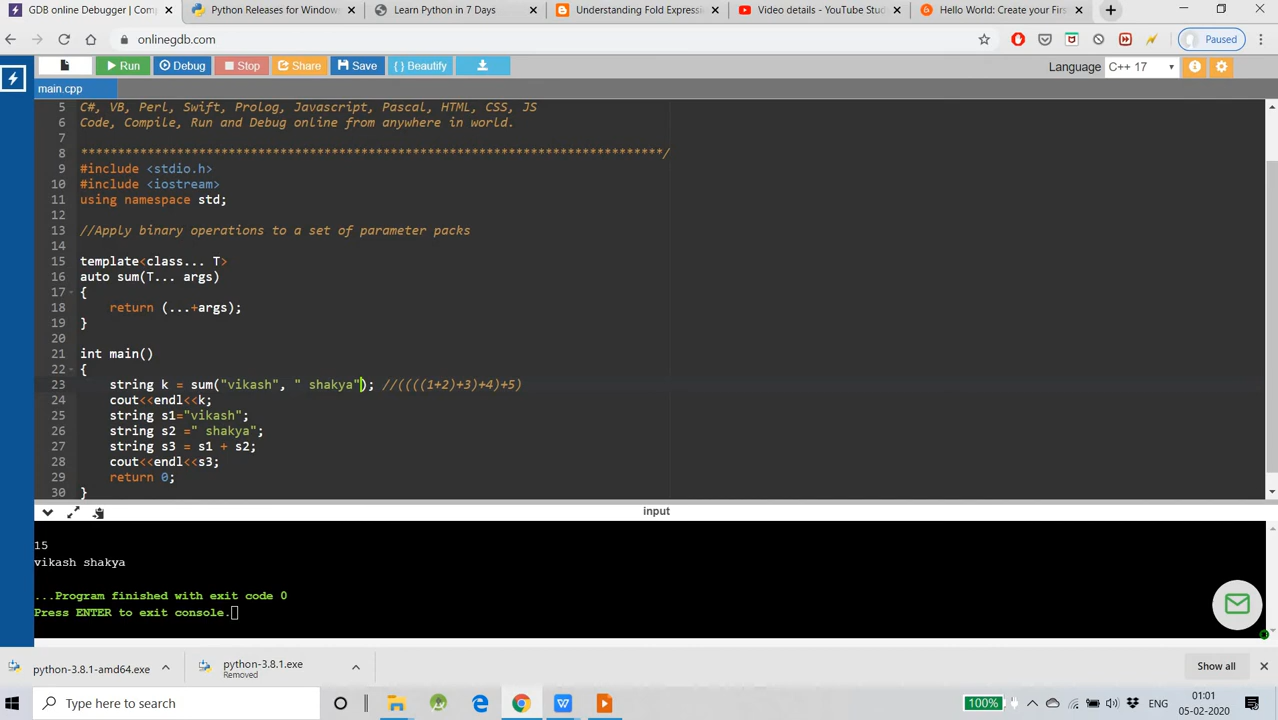 GDB online Debugger | Comp
Python Releases for Windows
Learn Python in 7 Days
Understanding Fold Expressi
Video details - YouTube Stud
Hello World: Create your Firs
onlinegdb.com
Paused
Run Debug Stop Share Save { } Beautify
Language C++ 17
main.cpp
5 C#, VB, Perl, Swift, Prolog, Javascript, Pascal, HTML, CSS, JS
6 Code, Compile, Run and Debug online from anywhere in world.
7
8 *******************************************************************************/
9 #include <stdio.h>
10 #include <iostream>
11 using namespace std;
12
13 //Apply binary operations to a set of parameter packs
14
15 template<class... T>
16 auto sum(T... args)
17 {
18 return (...+args);
19 }
20
21 int main()
22 {
23 string k = sum("vikash", " shakya"); //((((1+2)+3)+4)+5)
24 cout<<endl<<k;
25 string s1="vikash";
26 string s2 =" shakya";
27 string s3 = s1 + s2;
28 cout<<endl<<s3;
29 return 0;
30 }
input
15
vikash shakya
...Program finished with exit code 0
Press ENTER to exit console.
python-3.8.1-amd64.exe
python-3.8.1.exe
Removed
Show all
Type here to search
100%
ENG
01:01
05-02-2020